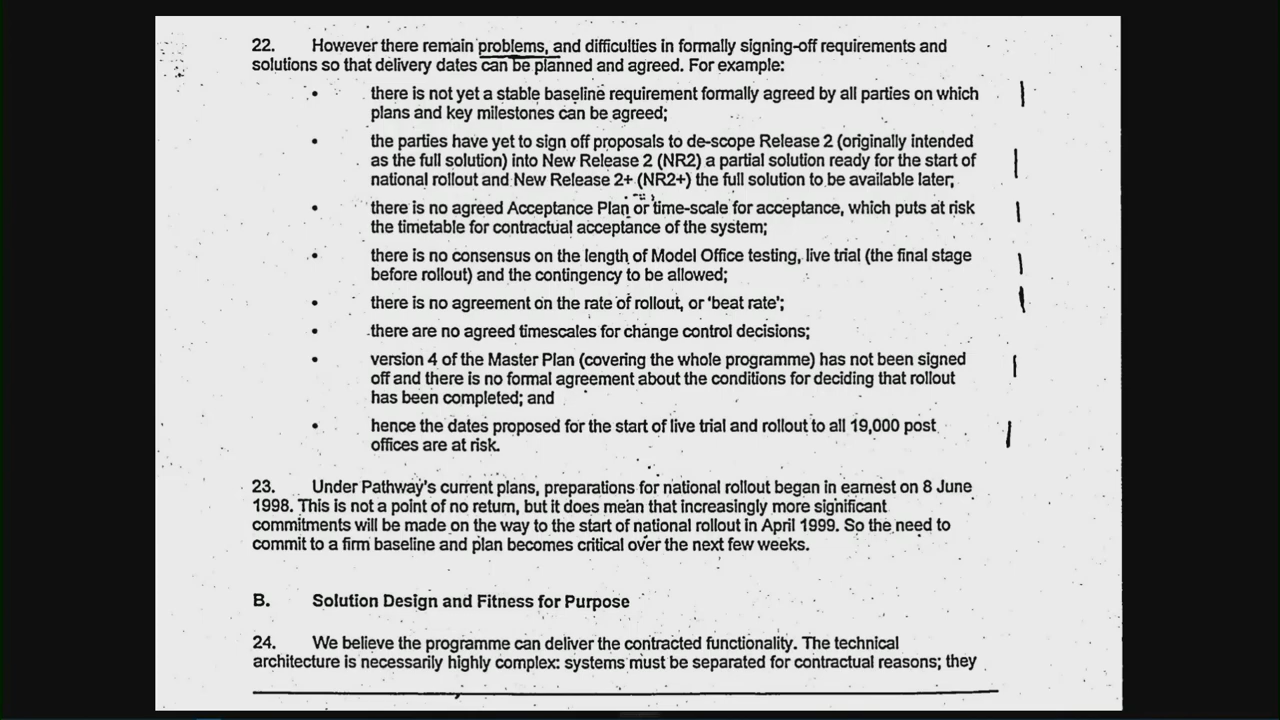 22. However there remain problems, and difficulties in formally signing-off requirements and
solutions so that delivery dates can be planned and agreed. For example:
• there is not yet a stable baseline requirement formally agreed by all parties on which
plans and key milestones can be agreed;
• the parties have yet to sign off proposals to de-scope Release 2 (originally intended
as the full solution) into New Release 2 (NR2) a partial solution ready for the start of
national rollout and New Release 2+ (NR2+) the full solution to be available later;
• there is no agreed Acceptance Plan or time-scale for acceptance, which puts at risk
the timetable for contractual acceptance of the system;
• there is no consensus on the length of Model Office testing, live trial (the final stage
before rollout) and the contingency to be allowed;
• there is no agreement on the rate of rollout, or 'beat rate';
• there are no agreed timescales for change control decisions;
• version 4 of the Master Plan (covering the whole programme) has not been signed
off and there is no formal agreement about the conditions for deciding that rollout
has been completed; and
• hence the dates proposed for the start of live trial and rollout to all 19,000 post
offices are at risk.
23. Under Pathway's current plans, preparations for national rollout began in earnest on 8 June
1998. This is not a point of no return, but it does mean that increasingly more significant
commitments will be made on the way to the start of national rollout in April 1999. So the need to
commit to a firm baseline and plan becomes critical over the next few weeks.
B. Solution Design and Fitness for Purpose
24. We believe the programme can deliver the contracted functionality. The technical
architecture is necessarily highly complex: systems must be separated for contractual reasons; they